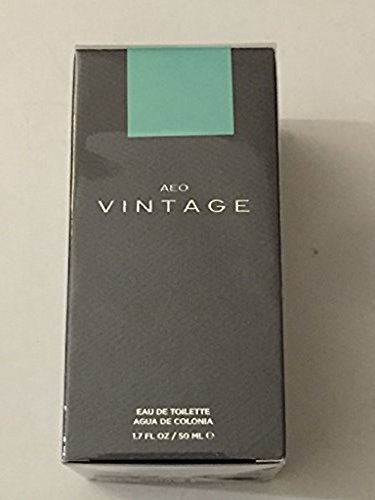 AEO
VINTAGE
EAU DE TOILETTE
AGUA DE COLONIA
1.7 FL OZ / 50 ML ℮